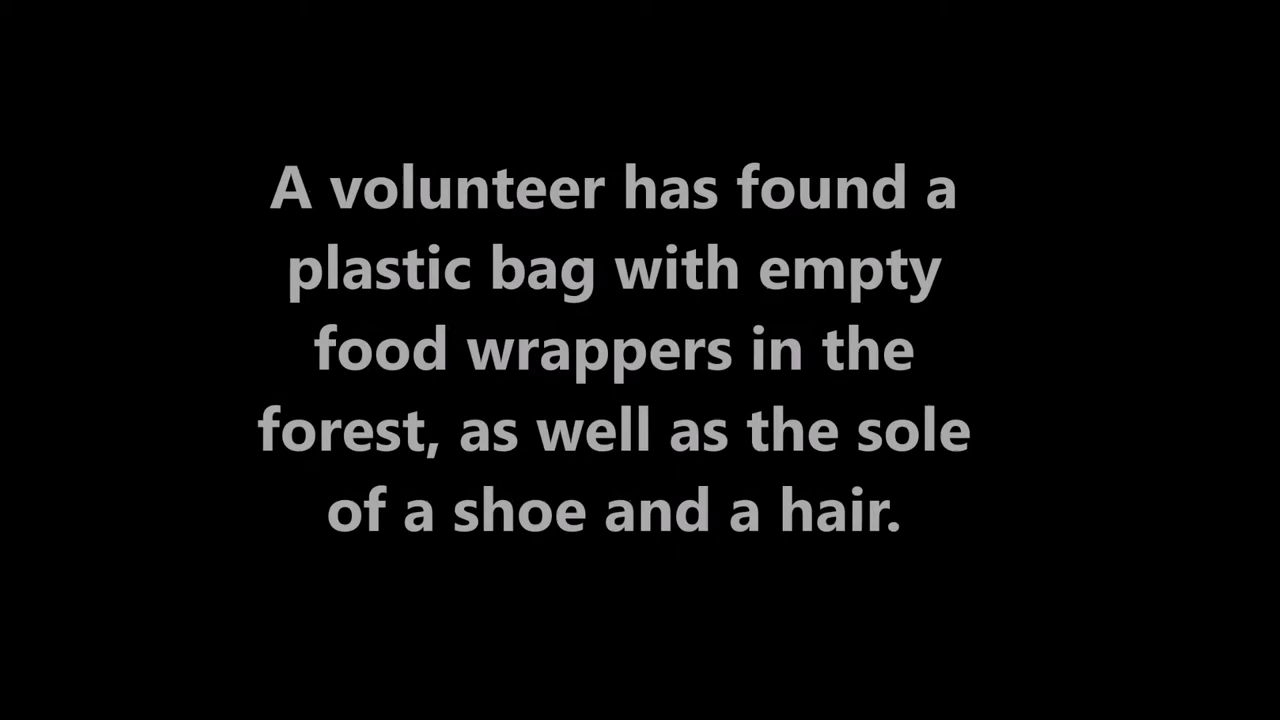 A volunteer has found a
plastic bag with empty
food wrappers in the
forest, as well as the sole
of a shoe and a hair.